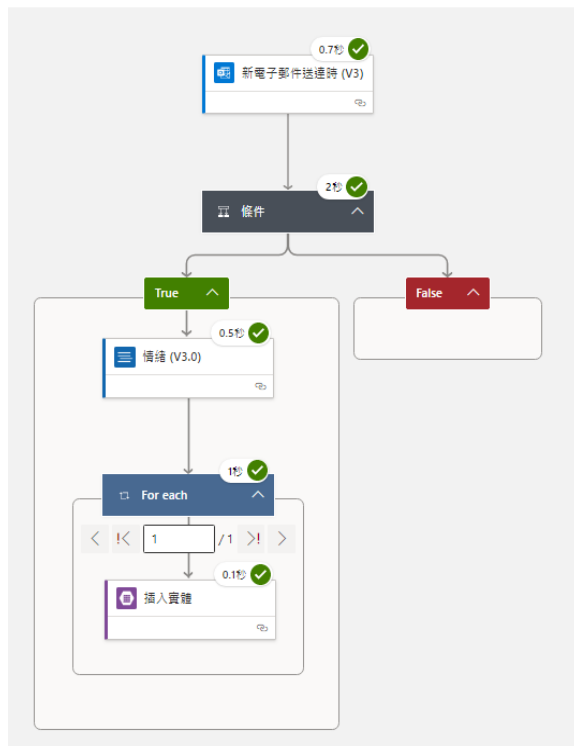 0.7秒
新電子郵件送達時 (V3)
2秒
條件
True
False
0.5秒
情緒 (V3.0)
1秒
For each
1
/ 1
0.1秒
插入實體